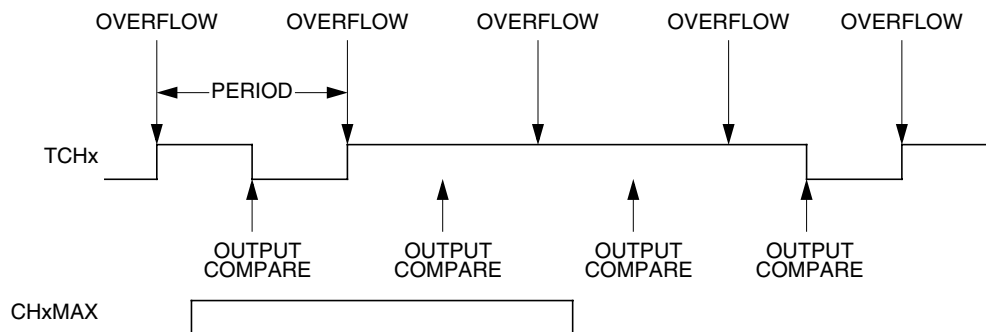 OVERFLOW OVERFLOW OVERFLOW OVERFLOW OVERFLOW
PERIOD
TCHx
OUTPUT COMPARE OUTPUT COMPARE OUTPUT COMPARE OUTPUT COMPARE
CHxMAX